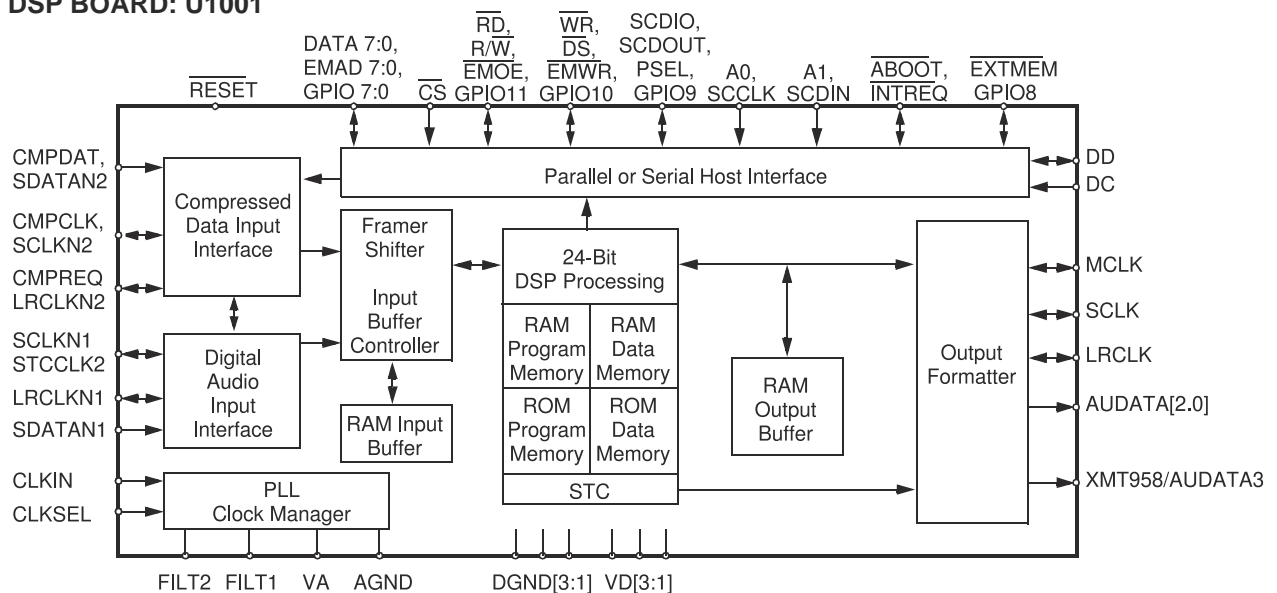 DSP BOARD: U1001
RESET
DATA 7:0,
EMAD 7:0,
GPIO 7:0
CS
RD,
R/W,
EMOE,
GPIO11
WR,
DS,
EMWR,
GPIO10
SCDIO,
SCDOUT,
PSEL,
GPIO9
A0,
SCCLK
A1,
SCDIN
ABOOT,
INTREQ
EXTMEM
GPIO8
CMPDAT,
SDATAN2
CMPCLK,
SCLKN2
CMPREQ
LRCLKN2
SCLKN1
STCCLK2
LRCLKN1
SDATAN1
CLKIN
CLKSEL
Compressed
Data Input
Interface
Digital
Audio
Input
Interface
PLL
Clock Manager
Framer
Shifter
Input
Buffer
Controller
RAM Input
Buffer
Parallel or Serial Host Interface
24-Bit
DSP Processing
RAM
Program
Memory
RAM
Data
Memory
ROM
Program
Memory
ROM
Data
Memory
STC
RAM
Output
Buffer
Output
Formatter
DD
DC
MCLK
SCLK
LRCLK
AUDATA[2.0]
XMT958/AUDATA3
FILT2
FILT1
VA
AGND
DGND[3:1]
VD[3:1]